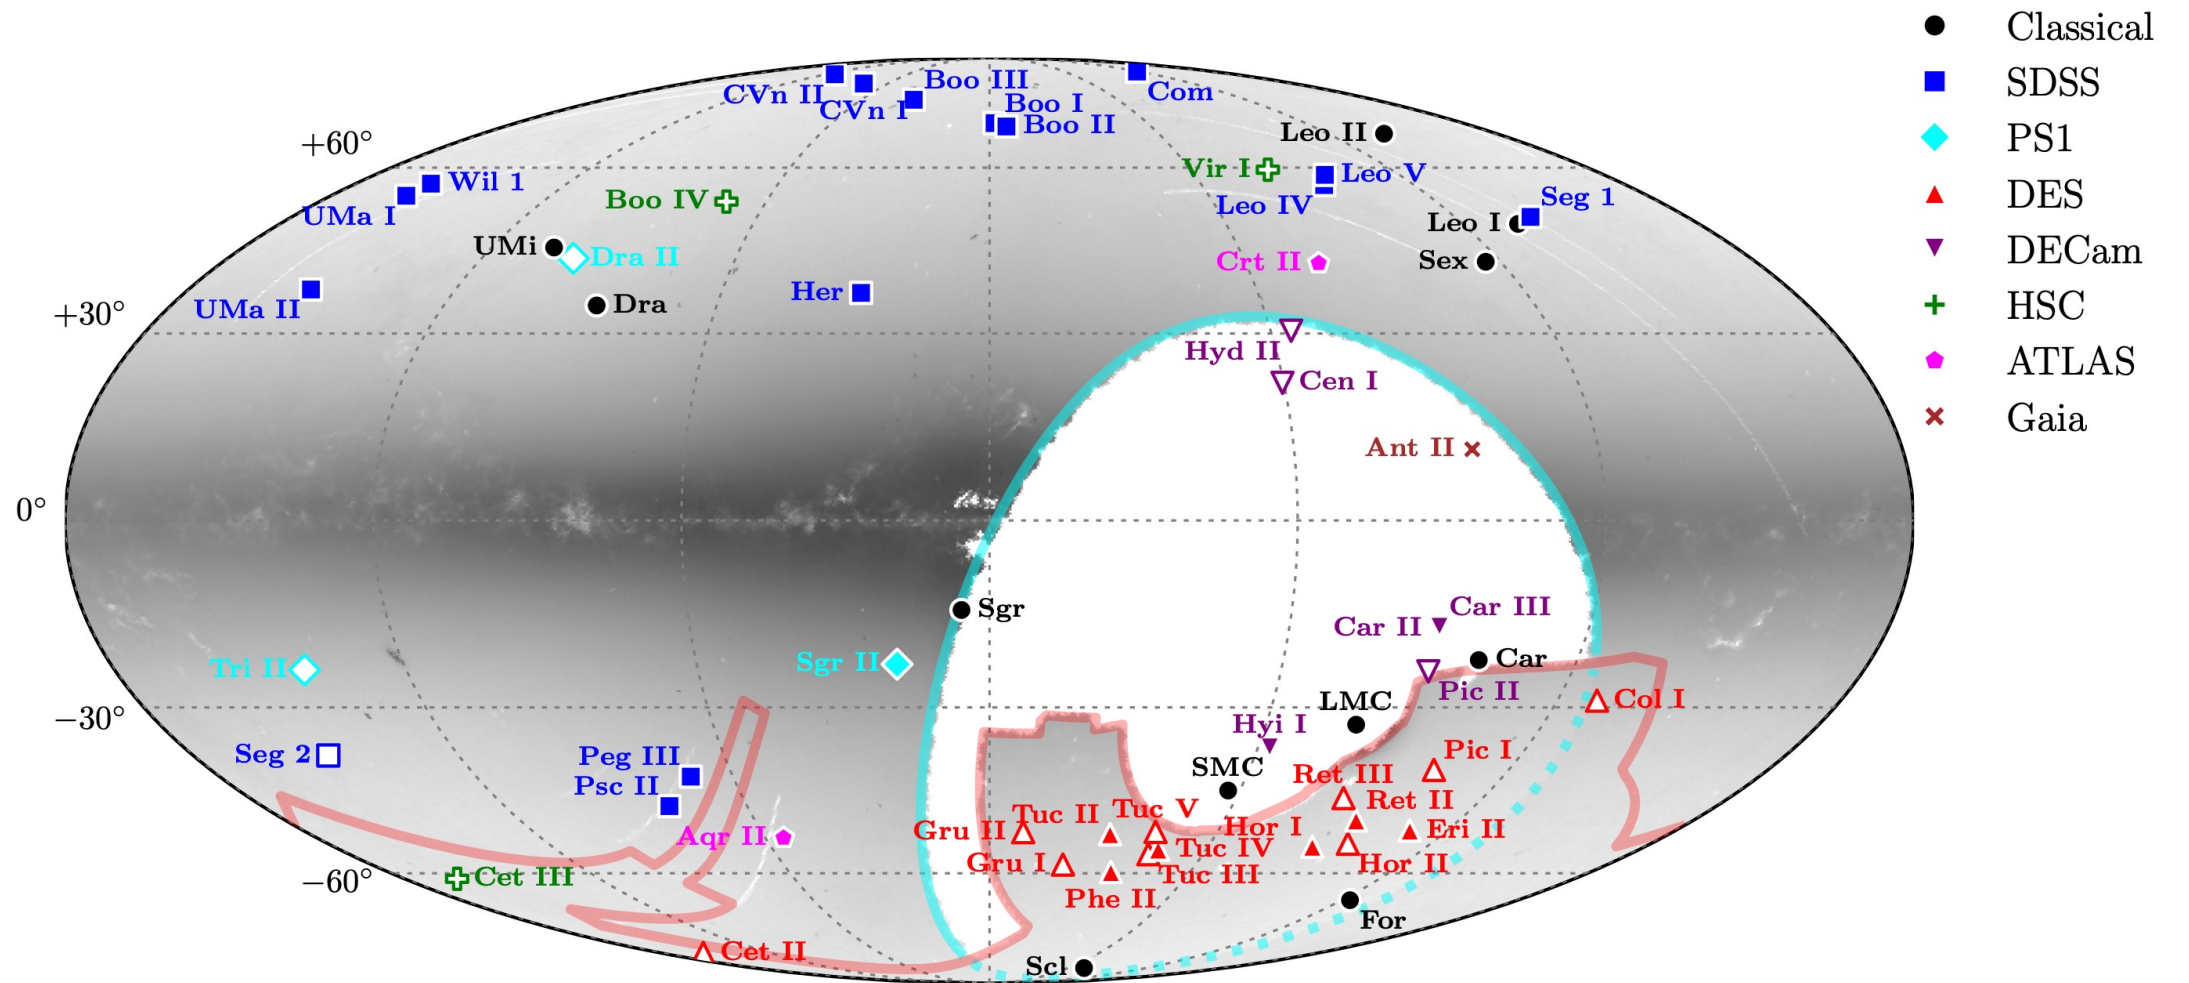 Classical
SDSS
PS1
DES
DECam
HSC
ATLAS
Gaia
+60°
+30°
0°
−30°
−60°
CVn II
CVn I
Boo III
Boo I
Boo II
Com
Leo II
Vir I
Leo V
Leo IV
Seg 1
Leo I
Sex
Crt II
Wil 1
UMa I
Boo IV
UMi
Dra II
Dra
Her
UMa II
Hyd II
Cen I
Ant II
Sgr
Sgr II
Tri II
Car III
Car II
Car
Pic II
LMC
Col I
Hyi I
SMC
Seg 2
Peg III
Psc II
Aqr II
Cet III
Cet II
Pic I
Ret III
Ret II
Tuc II
Tuc V
Gru II
Hor I
Eri II
Tuc IV
Gru I
Tuc III
Hor II
Phe II
For
Scl